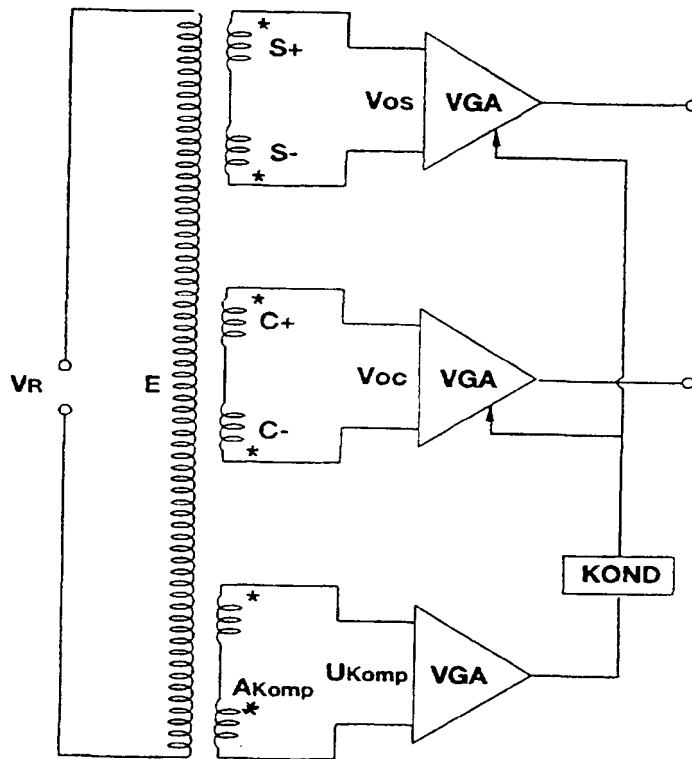 * S+
Vos VGA
S-
*
* C+
VR E Voc VGA
C-
*
KOND
*
AKomp UKomp VGA
*